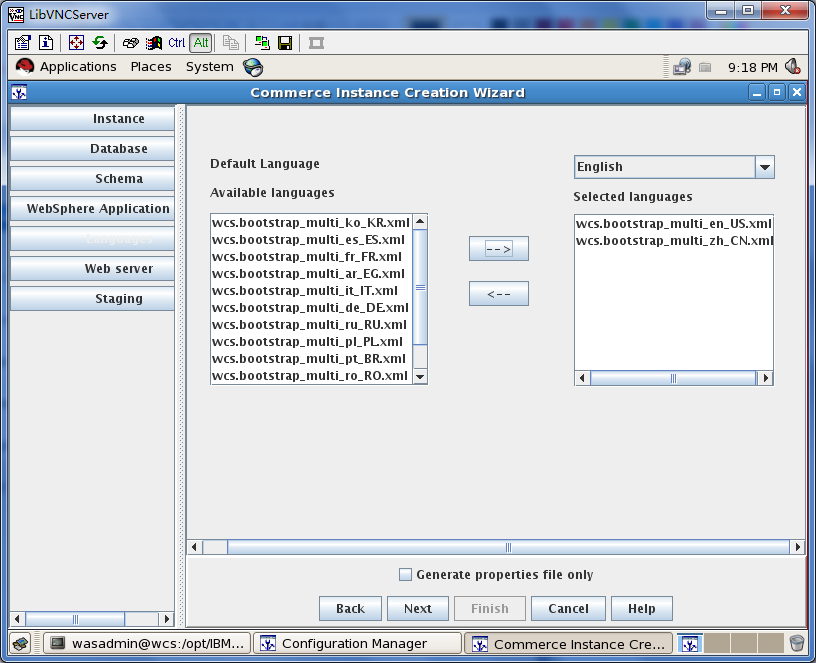 LibVNCServer
Ctrl Alt
Applications Places System 9:18 PM
Commerce Instance Creation Wizard
Instance
Database
Schema
WebSphere Application
Languages
Web server
Staging
Default Language
English
Available languages
Selected languages
wcs.bootstrap_multi_ko_KR.xml
wcs.bootstrap_multi_es_ES.xml
wcs.bootstrap_multi_fr_FR.xml
wcs.bootstrap_multi_ar_EG.xml
wcs.bootstrap_multi_it_IT.xml
wcs.bootstrap_multi_de_DE.xml
wcs.bootstrap_multi_ru_RU.xml
wcs.bootstrap_multi_pl_PL.xml
wcs.bootstrap_multi_pt_BR.xml
wcs.bootstrap_multi_ro_RO.xml
-->
<--
wcs.bootstrap_multi_en_US.xml
wcs.bootstrap_multi_zh_CN.xml
Generate properties file only
Back Next Finish Cancel Help
wasadmin@wcs:/opt/IBM... Configuration Manager Commerce Instance Cre...